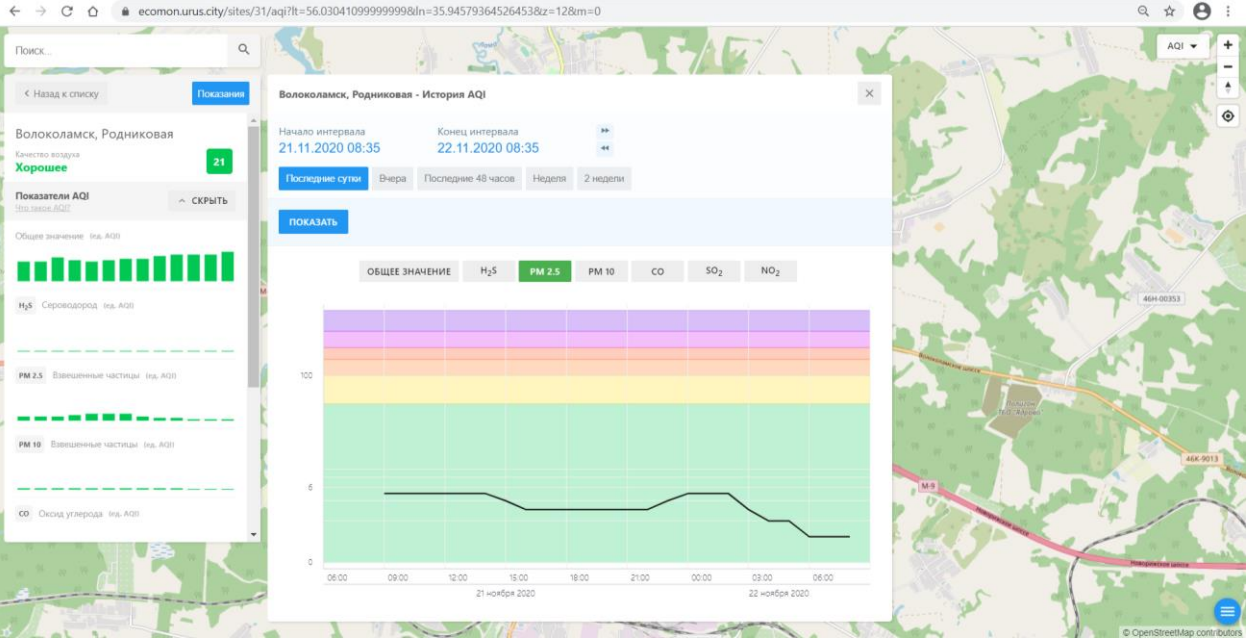 ecomon.urus.city/sites/31/aqi?lt=56.03041099999999&ln=35.945793645264538&z=12&m=0
Поиск...
AQI
Назад к списку
Показания
Волоколамск, Родниковая - История AQI
Волоколамск, Родниковая
Качество воздуха
Хорошее
21
Начало интервала
Конец интервала
21.11.2020 08:35
22.11.2020 08:35
Последние сутки
Вчера
Последние 48 часов
Неделя
2 недели
Показатели AQI
Что такое AQI?
СКРЫТЬ
ПОКАЗАТЬ
Общее значение (ед. AQI)
ОБЩЕЕ ЗНАЧЕНИЕ
H2S
PM 2.5
PM 10
CO
SO2
NO2
H2S Сероводород (ед. AQI)
PM 2.5 Взвешенные частицы (ед. AQI)
PM 10 Взвешенные частицы (ед. AQI)
CO Оксид углерода (ед. AQI)
100
6
0
06:00
09:00
12:00
15:00
18:00
21:00
00:00
03:00
06:00
21 ноября 2020
22 ноября 2020
46Н-00353
Волоколамское шоссе
46К-9013
М-9
Новорижское шоссе
Новорижское шоссе
© OpenStreetMap contributors